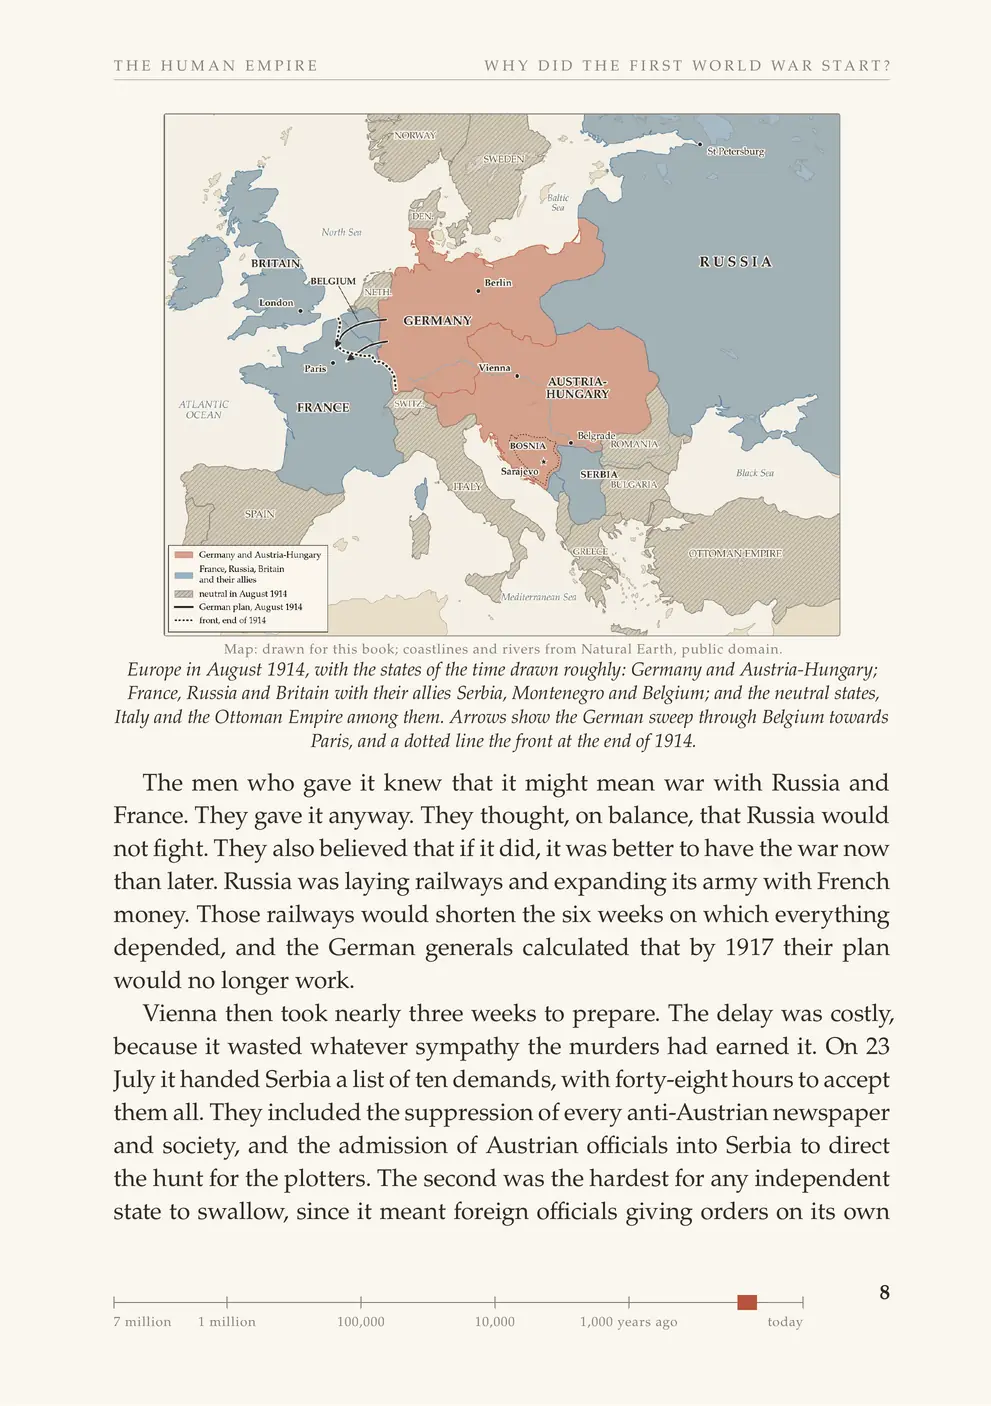 THE HUMAN EMPIRE
WHY DID THE FIRST WORLD WAR START?
NORWAY
SWEDEN
St Petersburg
Baltic
Sea
DEN.
North Sea
RUSSIA
BRITAIN
BELGIUM
NETH.
Berlin
London
GERMANY
Paris
Vienna
AUSTRIA-
HUNGARY
ATLANTIC
OCEAN
FRANCE
SWITZ.
BOSNIA
Belgrade
ROMANIA
Sarajevo
SERBIA
Black Sea
ITALY
BULGARIA
SPAIN
GREECE
OTTOMAN EMPIRE
Mediterranean Sea
Germany and Austria-Hungary
France, Russia, Britain
and their allies
neutral in August 1914
German plan, August 1914
front, end of 1914
Map: drawn for this book; coastlines and rivers from Natural Earth, public domain.
Europe in August 1914, with the states of the time drawn roughly: Germany and Austria-Hungary;
France, Russia and Britain with their allies Serbia, Montenegro and Belgium; and the neutral states,
Italy and the Ottoman Empire among them. Arrows show the German sweep through Belgium towards
Paris, and a dotted line the front at the end of 1914.
The men who gave it knew that it might mean war with Russia and
France. They gave it anyway. They thought, on balance, that Russia would
not fight. They also believed that if it did, it was better to have the war now
than later. Russia was laying railways and expanding its army with French
money. Those railways would shorten the six weeks on which everything
depended, and the German generals calculated that by 1917 their plan
would no longer work.
Vienna then took nearly three weeks to prepare. The delay was costly,
because it wasted whatever sympathy the murders had earned it. On 23
July it handed Serbia a list of ten demands, with forty-eight hours to accept
them all. They included the suppression of every anti-Austrian newspaper
and society, and the admission of Austrian officials into Serbia to direct
the hunt for the plotters. The second was the hardest for any independent
state to swallow, since it meant foreign officials giving orders on its own
8
7 million
1 million
100,000
10,000
1,000 years ago
today